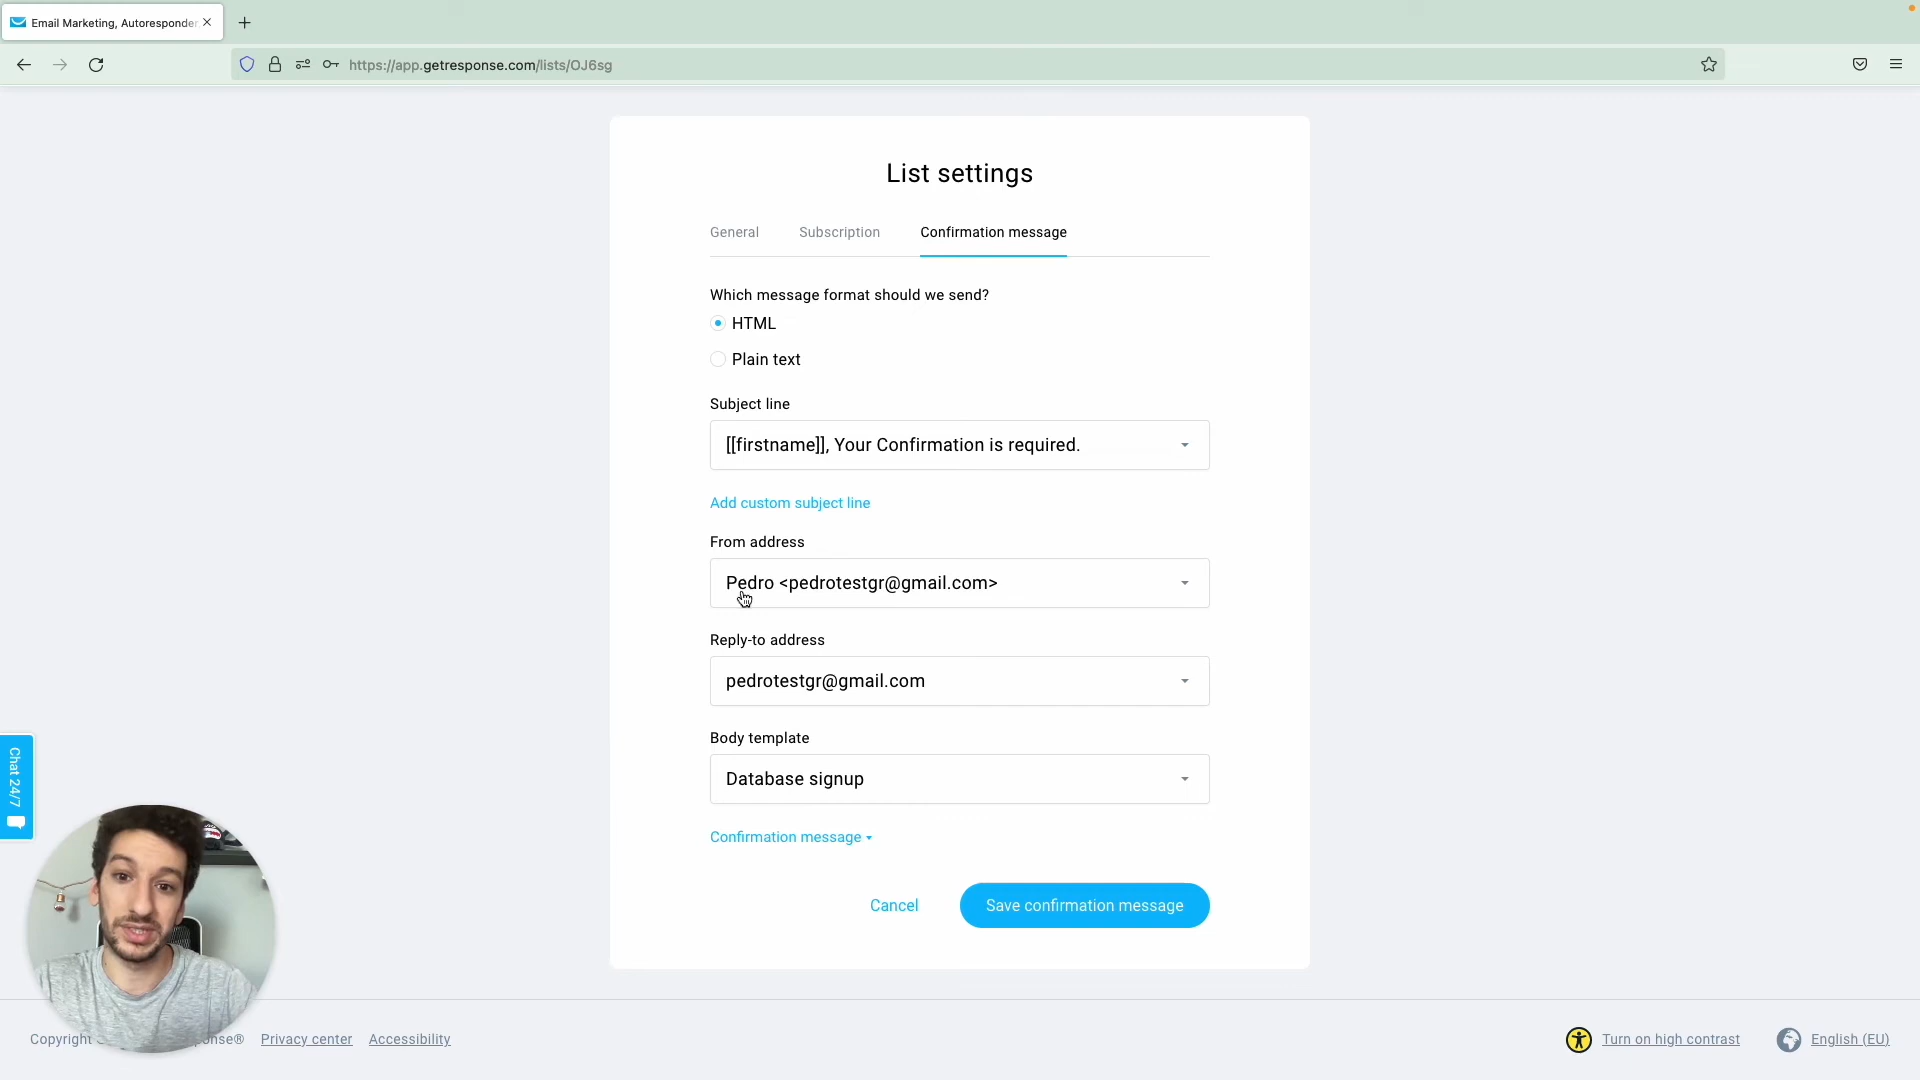 Email Marketing, Autoresponder
https://app.getresponse.com/lists/OJ6sg
List settings
General
Subscription
Confirmation message
Which message format should we send?
HTML
Plain text
Subject line
[[firstname]], Your Confirmation is required.
Add custom subject line
From address
Pedro <pedrotestgr@gmail.com>
Reply-to address
pedrotestgr@gmail.com
Body template
Database signup
Confirmation message
Cancel
Save confirmation message
Chat 24/7
Copyright
Privacy center
Accessibility
Turn on high contrast
English (EU)